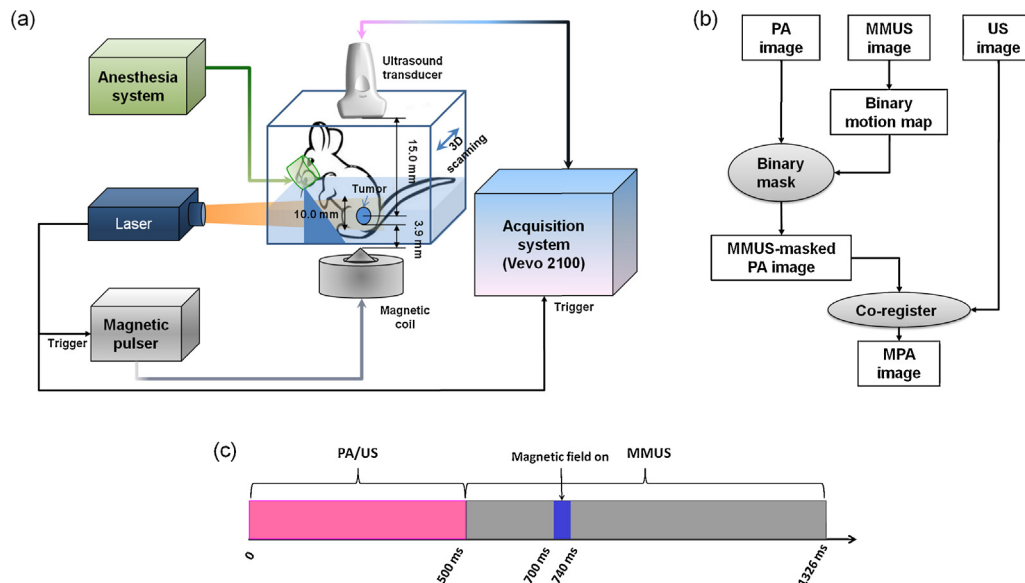 (a)
Anesthesia
system
Ultrasound
transducer
3D
scanning
15.0 mm
Tumor
10.0 mm
3.9 mm
Laser
Acquisition
system
(Vevo 2100)
Magnetic
coil
Trigger
Trigger
Magnetic
pulser
(b)
PA
image
MMUS
image
US
image
Binary
motion map
Binary
mask
MMUS-masked
PA image
Co-register
MPA
image
(c)
PA/US
Magnetic field on
MMUS
0
500 ms
700 ms
740 ms
1326 ms